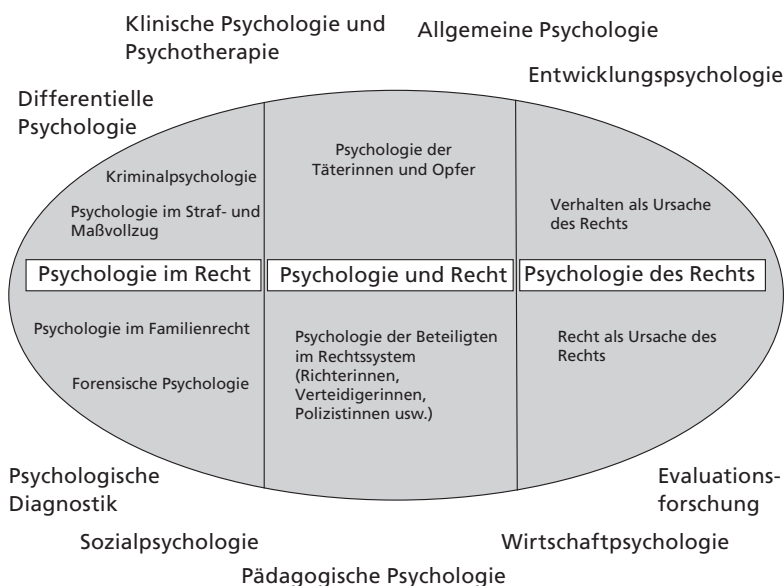 Klinische Psychologie und
Psychotherapie
Allgemeine Psychologie
Entwicklungspsychologie
Differentielle
Psychologie
Kriminalpsychologie
Psychologie im Straf- und
Maßvollzug
Psychologie der
Täterinnen und Opfer
Verhalten als Ursache
des Rechts
Psychologie im Recht
Psychologie und Recht
Psychologie des Rechts
Psychologie im Familienrecht
Forensische Psychologie
Psychologie der Beteiligten
im Rechtssystem
(Richterinnen,
Verteidigerinnen,
Polizistinnen usw.)
Recht als Ursache des
Rechts
Psychologische
Diagnostik
Evaluations-
forschung
Sozialpsychologie
Wirtschaftpsychologie
Pädagogische Psychologie